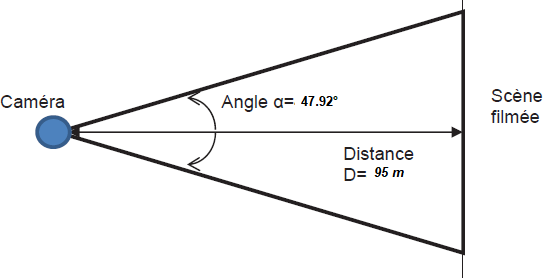 Caméra
Angle α= 47.92°
Scène
filmée
Distance
D= 95 m